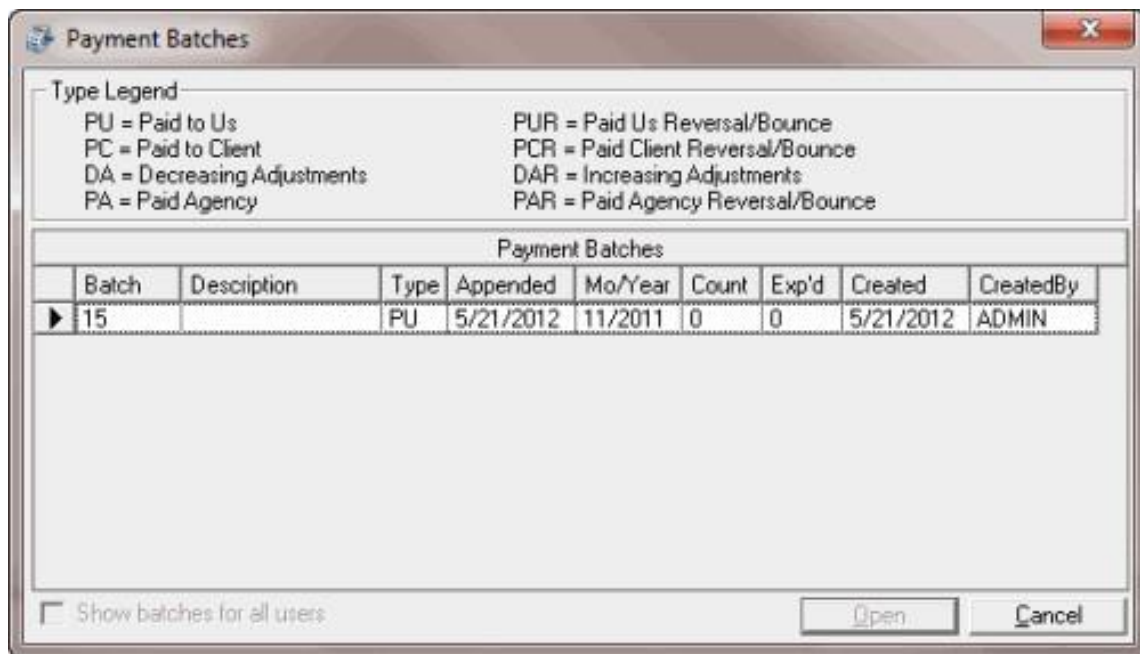 Payment Batches
Type Legend
PU = Paid to Us
PUR = Paid Us Reversal/Bounce
PC = Paid to Client
PCR = Paid Client Reversal/Bounce
DA = Decreasing Adjustments
DAR = Increasing Adjustments
PA = Paid Agency
PAR = Paid Agency Reversal/Bounce
Payment Batches
Batch Description Type Appended Mo/Year Count Exp'd Created CreatedBy
15 PU 5/21/2012 11/2011 0 0 5/21/2012 ADMIN
Show batches for all users Open Cancel